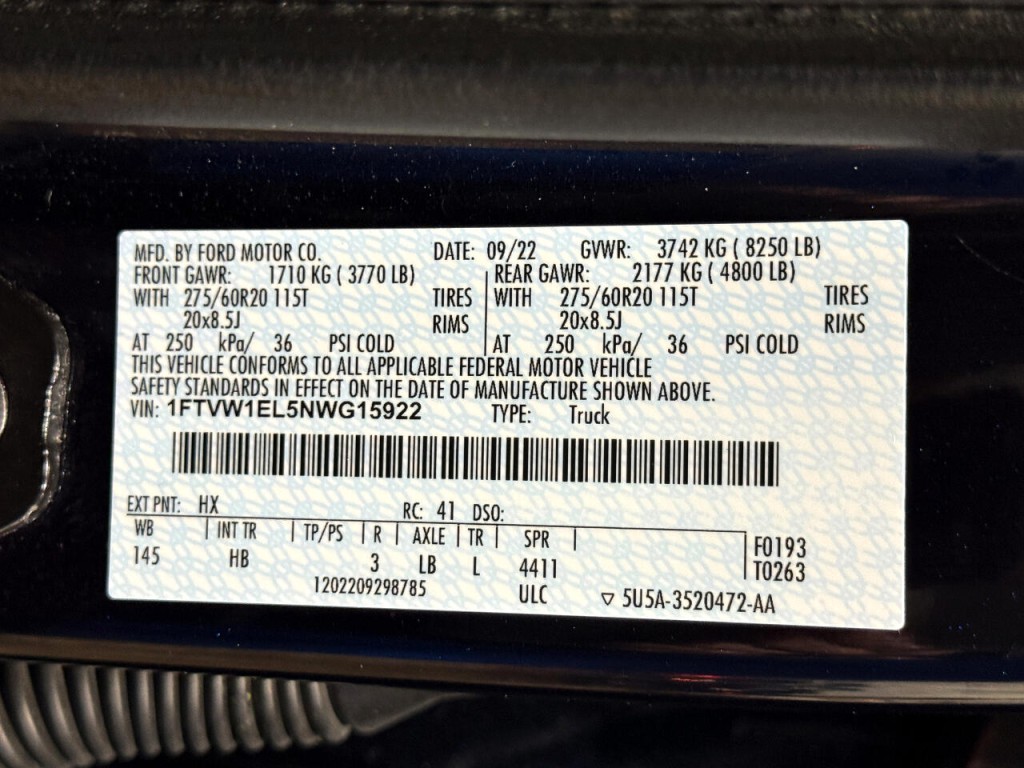 MFD. BY FORD MOTOR CO. DATE: 09/22 GVWR: 3742 KG ( 8250 LB)
FRONT GAWR: 1710 KG ( 3770 LB) REAR GAWR: 2177 KG ( 4800 LB)
WITH 275/60R20 115T TIRES WITH 275/60R20 115T TIRES
20x8.5J RIMS 20x8.5J RIMS
AT 250 kPa/ 36 PSI COLD AT 250 kPa/ 36 PSI COLD
THIS VEHICLE CONFORMS TO ALL APPLICABLE FEDERAL MOTOR VEHICLE
SAFETY STANDARDS IN EFFECT ON THE DATE OF MANUFACTURE SHOWN ABOVE.
VIN: 1FTVW1EL5NWG15922 TYPE: Truck
EXT PNT: HX RC: 41 DSO:
WB INT TR TP/PS R AXLE TR SPR F0193
145 HB 3 LB L 4411 T0263
1202209298785 ULC ▽ 5U5A-3520472-AA